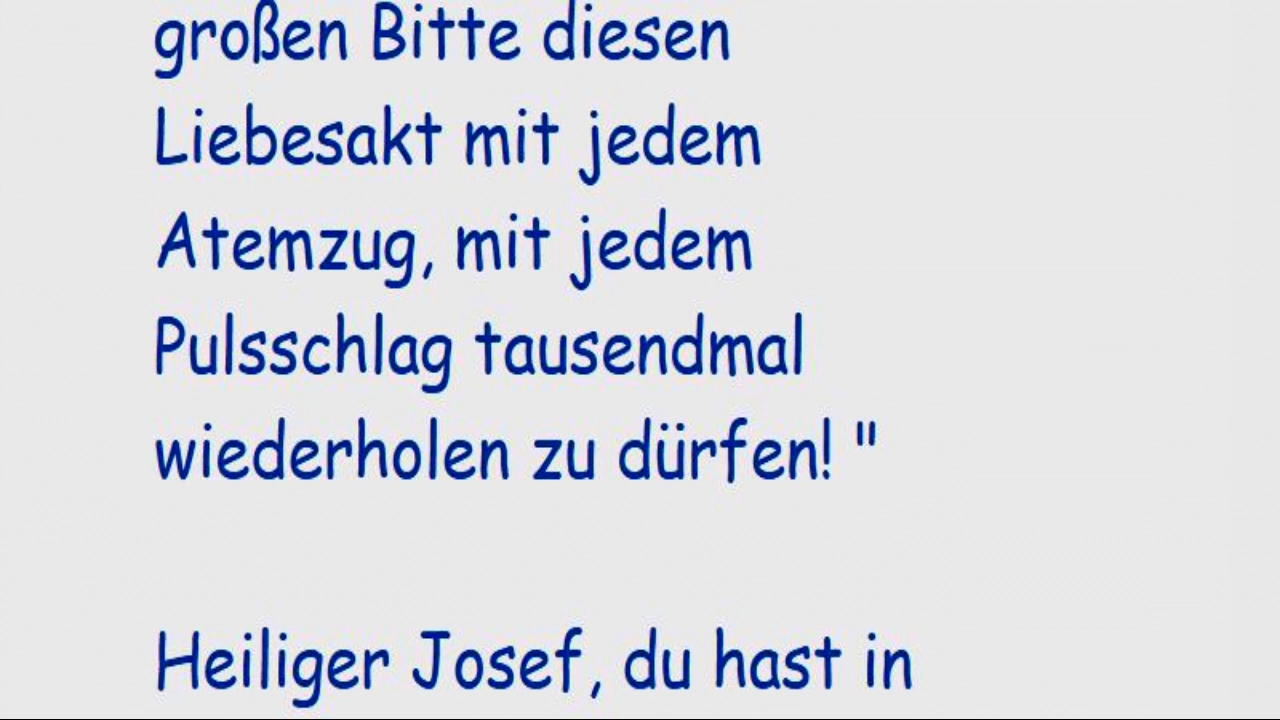 großen Bitte diesen
Liebesakt mit jedem
Atemzug, mit jedem
Pulsschlag tausendmal
wiederholen zu dürfen! "
Heiliger Josef, du hast in